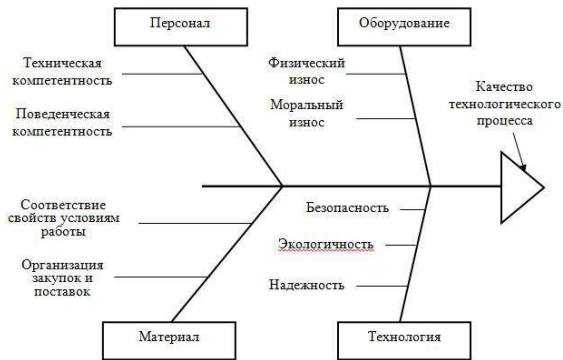 Персонал
Оборудование
Техническая
компетентность
Поведенческая
компетентность
Физический
износ
Моральный
износ
Качество
технологического
процесса
Соответствие
свойств условиям
работы
Организация
закупок и
поставок
Безопасность
Экологичность
Надежность
Материал
Технология